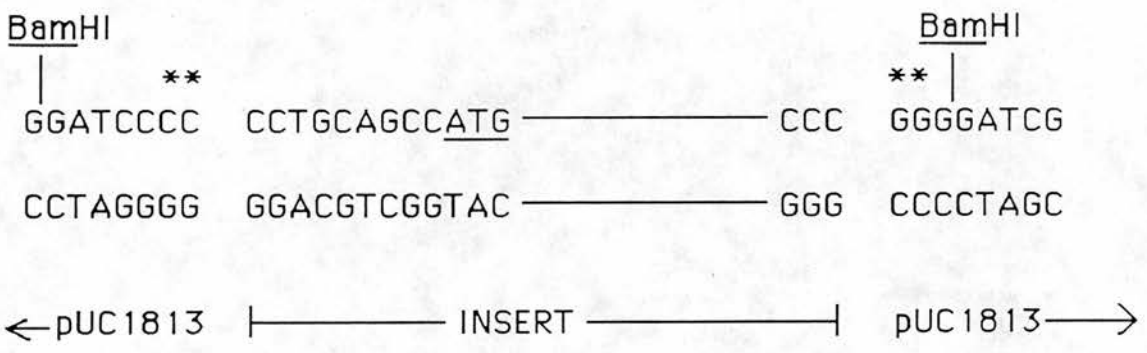 BamHI BamHI
** **
GGATCCCC CCTGCAGCCATG CCC GGGGATCG
CCTAGGGG GGACGTCGGTAC GGG CCCCTAGC
pUC1813 INSERT pUC1813